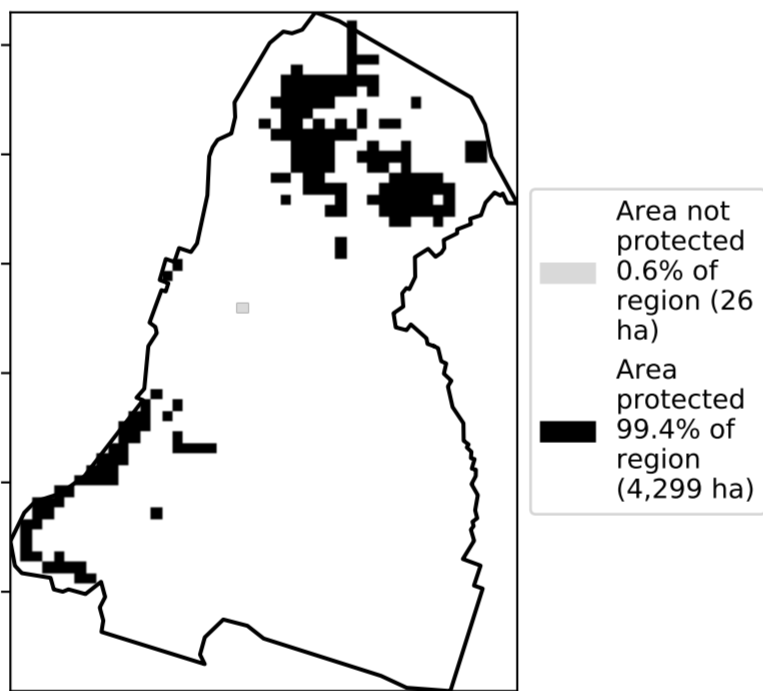 Area not
protected
0.6% of
region (26
ha)
Area
protected
99.4% of
region
(4,299 ha)